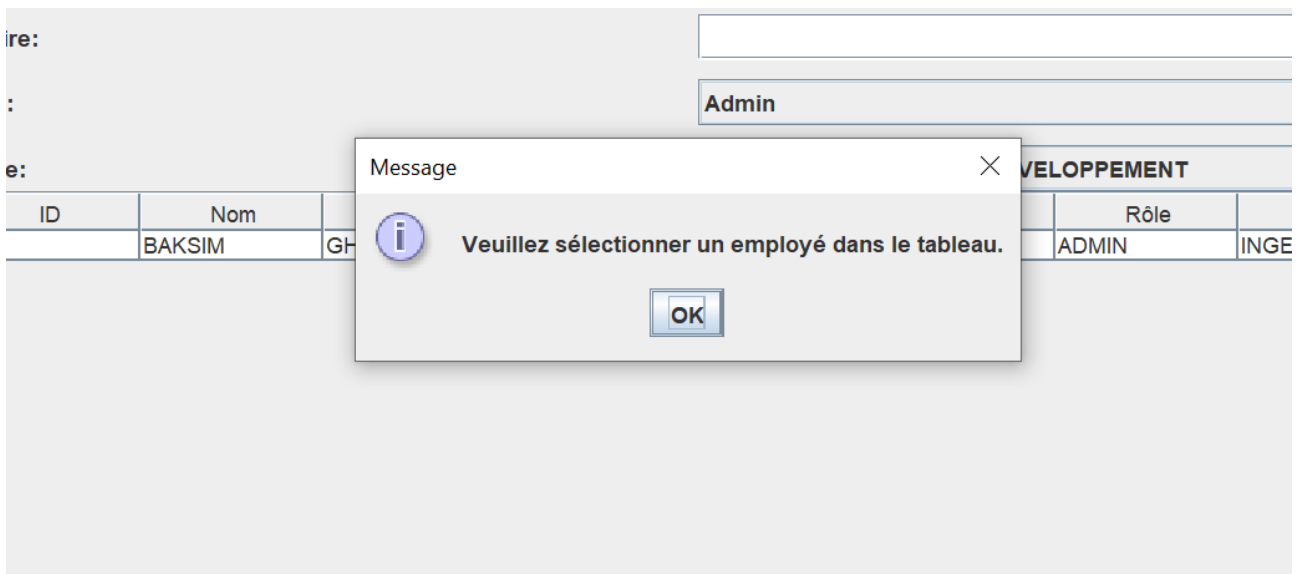 ire:
:
Admin
e:
Message
VELOPPEMENT
ID Nom Rôle
BAKSIM GH ADMIN INGE
Veuillez sélectionner un employé dans le tableau.
OK